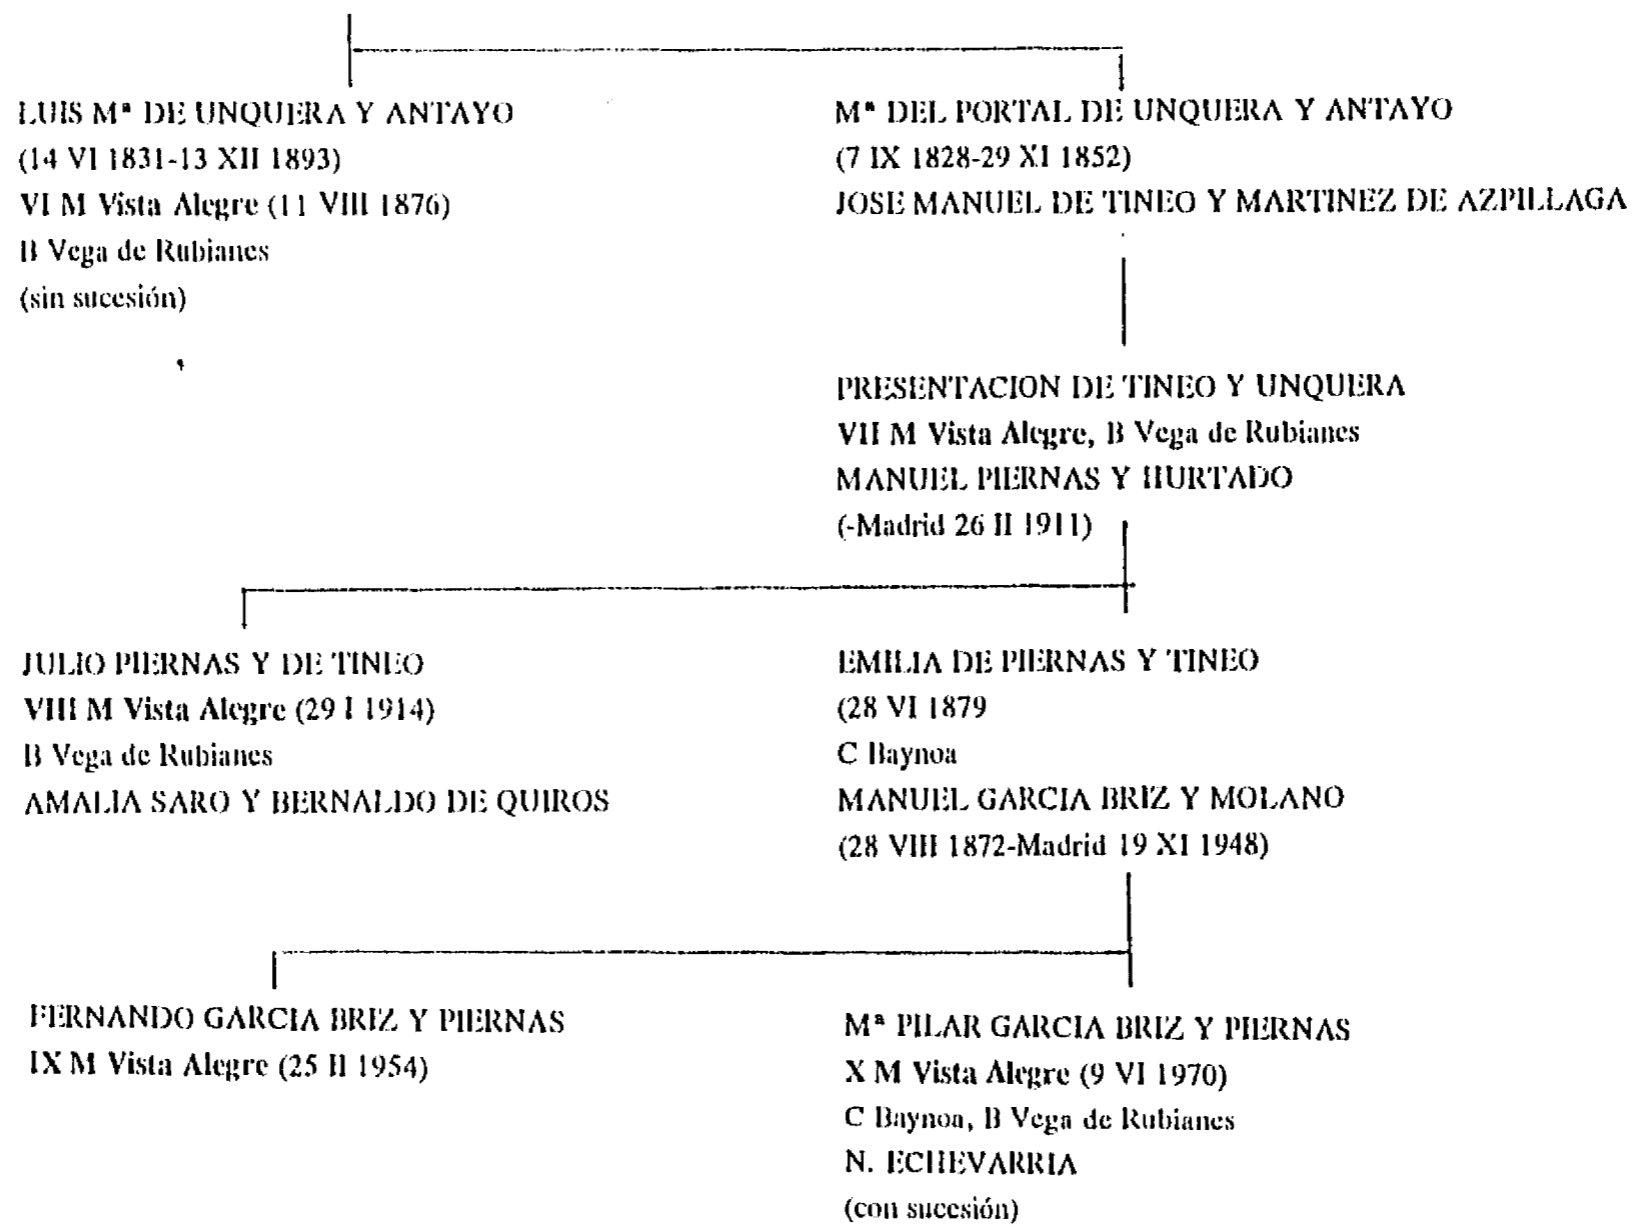 LUIS Mª DE UNQUERA Y ANTAYO
(14 VI 1831-13 XII 1893)
VI M Vista Alegre (11 VIII 1876)
B Vega de Rubianes
(sin sucesión)
Mª DEL PORTAL DE UNQUERA Y ANTAYO
(7 IX 1828-29 XI 1852)
JOSE MANUEL DE TINEO Y MARTINEZ DE AZPILLAGA
PRESENTACION DE TINEO Y UNQUERA
VII M Vista Alegre, B Vega de Rubianes
MANUEL PIERNAS Y HURTADO
(-Madrid 26 II 1911)
JULIO PIERNAS Y DE TINEO
VIII M Vista Alegre (29 I 1914)
B Vega de Rubianes
AMALIA SARO Y BERNALDO DE QUIROS
EMILIA DE PIERNAS Y TINEO
(28 VI 1879
C Baynoa
MANUEL GARCIA BRIZ Y MOLANO
(28 VIII 1872-Madrid 19 XI 1948)
FERNANDO GARCIA BRIZ Y PIERNAS
IX M Vista Alegre (25 II 1954)
Mª PILAR GARCIA BRIZ Y PIERNAS
X M Vista Alegre (9 VI 1970)
C Baynoa, B Vega de Rubianes
N. ECHEVARRIA
(con sucesión)